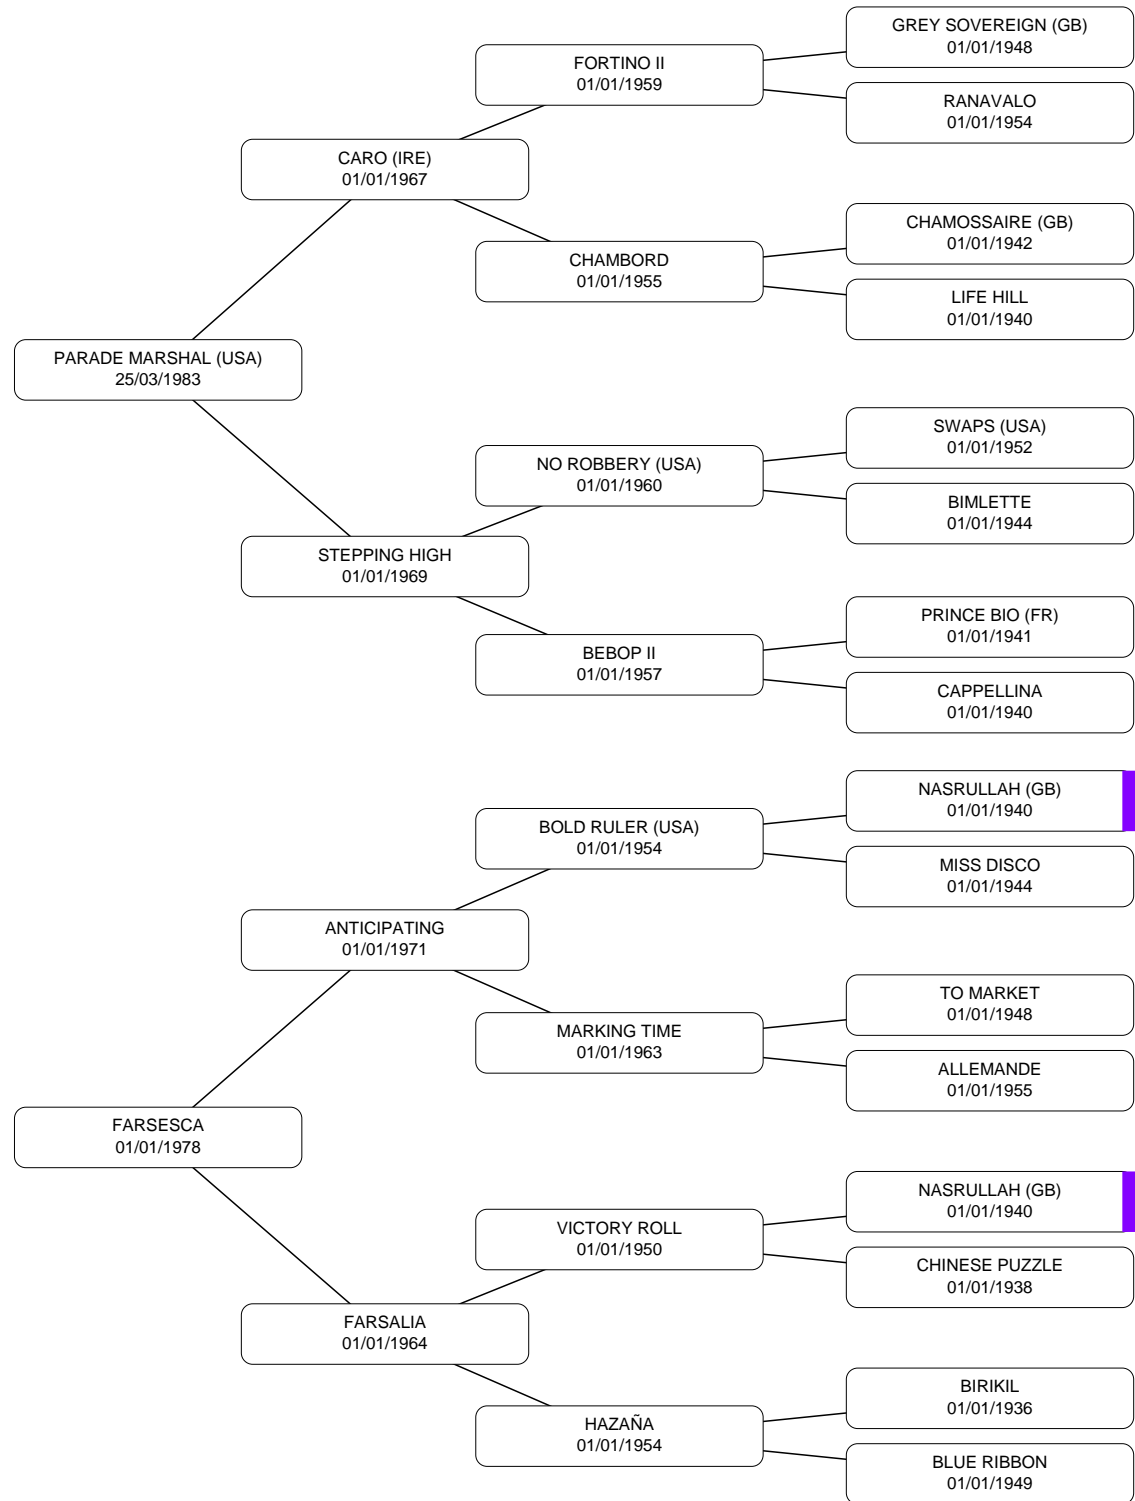 GREY SOVEREIGN (GB)
01/01/1948
FORTINO II
01/01/1959
RANAVALO
01/01/1954
CARO (IRE)
01/01/1967
CHAMOSSAIRE (GB)
01/01/1942
CHAMBORD
01/01/1955
LIFE HILL
01/01/1940
PARADE MARSHAL (USA)
25/03/1983
SWAPS (USA)
01/01/1952
NO ROBBERY (USA)
01/01/1960
BIMLETTE
01/01/1944
STEPPING HIGH
01/01/1969
PRINCE BIO (FR)
01/01/1941
BEBOP II
01/01/1957
CAPPELLINA
01/01/1940
NASRULLAH (GB)
01/01/1940
BOLD RULER (USA)
01/01/1954
MISS DISCO
01/01/1944
ANTICIPATING
01/01/1971
TO MARKET
01/01/1948
MARKING TIME
01/01/1963
ALLEMANDE
01/01/1955
FARSESCA
01/01/1978
NASRULLAH (GB)
01/01/1940
VICTORY ROLL
01/01/1950
CHINESE PUZZLE
01/01/1938
FARSALIA
01/01/1964
BIRIKIL
01/01/1936
HAZAÑA
01/01/1954
BLUE RIBBON
01/01/1949